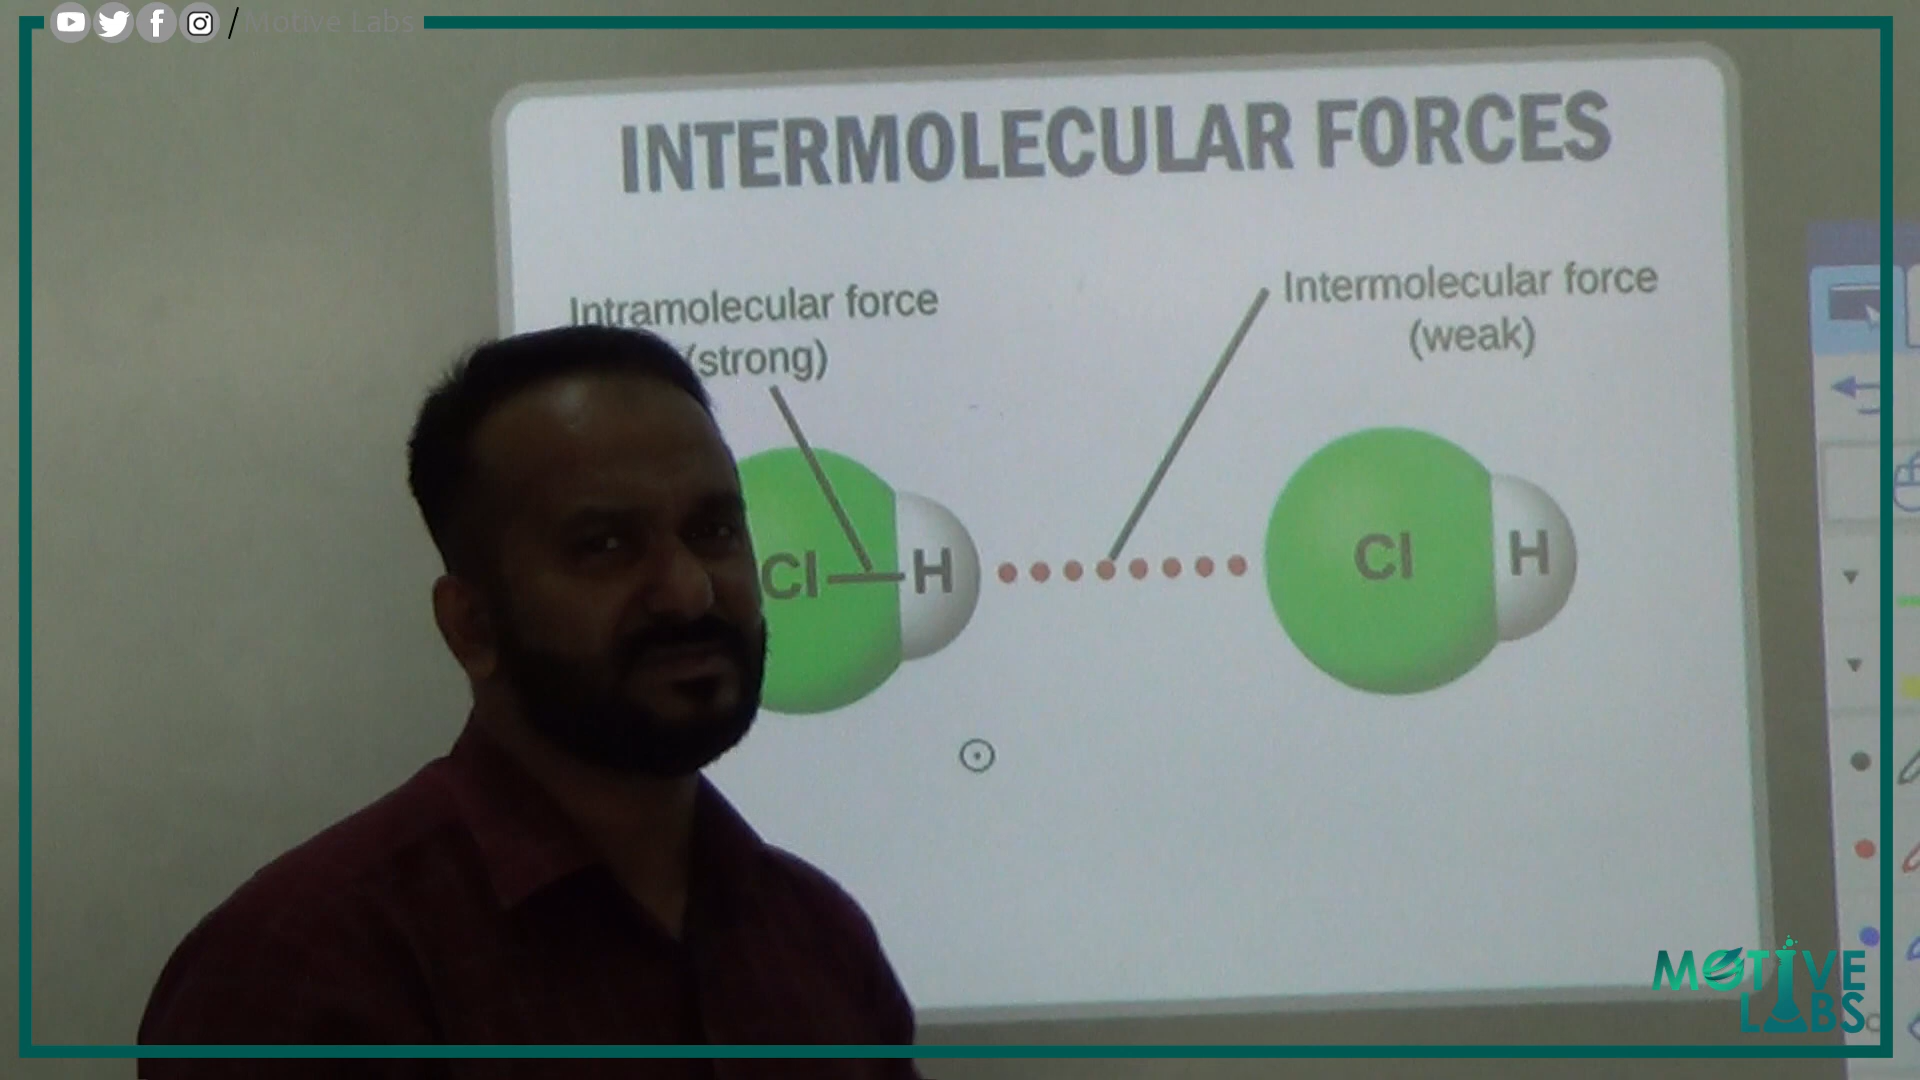 / Motive Labs
INTERMOLECULAR FORCES
Intramolecular force
(strong)
Intermolecular force
(weak)
Cl
H
Cl
H
MOTIVE
LABS